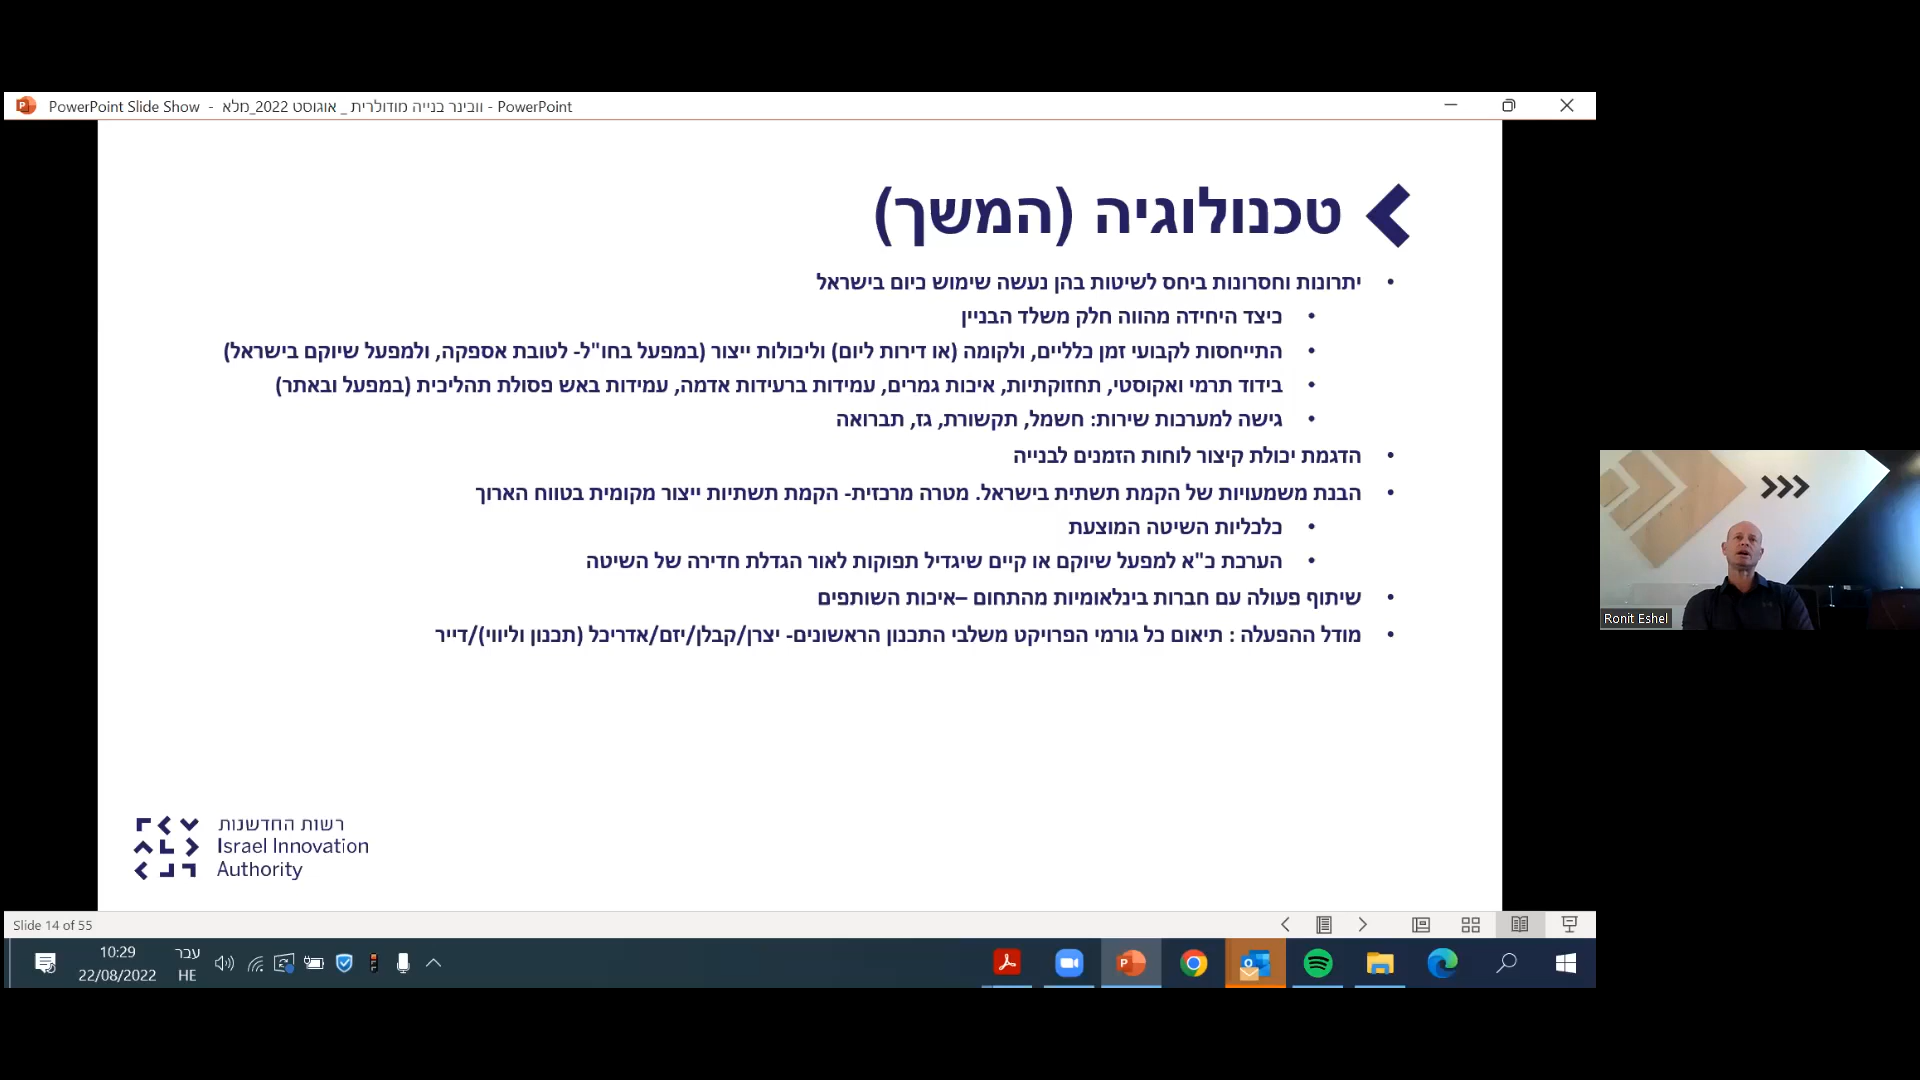 PowerPoint Slide Show - וובינר בנייה מודולרית _ אוגוסט 2022_מלא - PowerPoint
טכנולוגיה (המשך)
• יתרונות וחסרונות ביחס לשיטות בהן נעשה שימוש כיום בישראל
• כיצד היחידה מהווה חלק משלד הבניין
• התייחסות לקבועי זמן כלליים, ולקומה (או דירות ליום) וליכולות ייצור (במפעל בחו"ל- לטובת אספקה, ולמפעל שיוקם בישראל)
• בידוד תרמי ואקוסטי, תחזוקתיות, איכות גמרים, עמידות ברעידות אדמה, עמידות באש פסולת תהליכית (במפעל ובאתר)
• גישה למערכות שירות: חשמל, תקשורת, גז, תברואה
• הדגמת יכולת קיצור לוחות הזמנים לבנייה
• הבנת משמעויות של הקמת תשתית בישראל. מטרה מרכזית- הקמת תשתיות ייצור מקומית בטווח הארוך
• כלכליות השיטה המוצעת
• הערכת כ"א למפעל שיוקם או קיים שיגדיל תפוקות לאור הגדלת חדירה של השיטה
• שיתוף פעולה עם חברות בינלאומיות מהתחום –איכות השותפים
• מודל ההפעלה : תיאום כל גורמי הפרויקט משלבי התכנון הראשונים- יצרן/קבלן/יזם/אדריכל (תכנון וליווי)/דייר
רשות החדשנות
Israel Innovation
Authority
Ronit Eshel
Slide 14 of 55
10:29
22/08/2022
עבר
HE